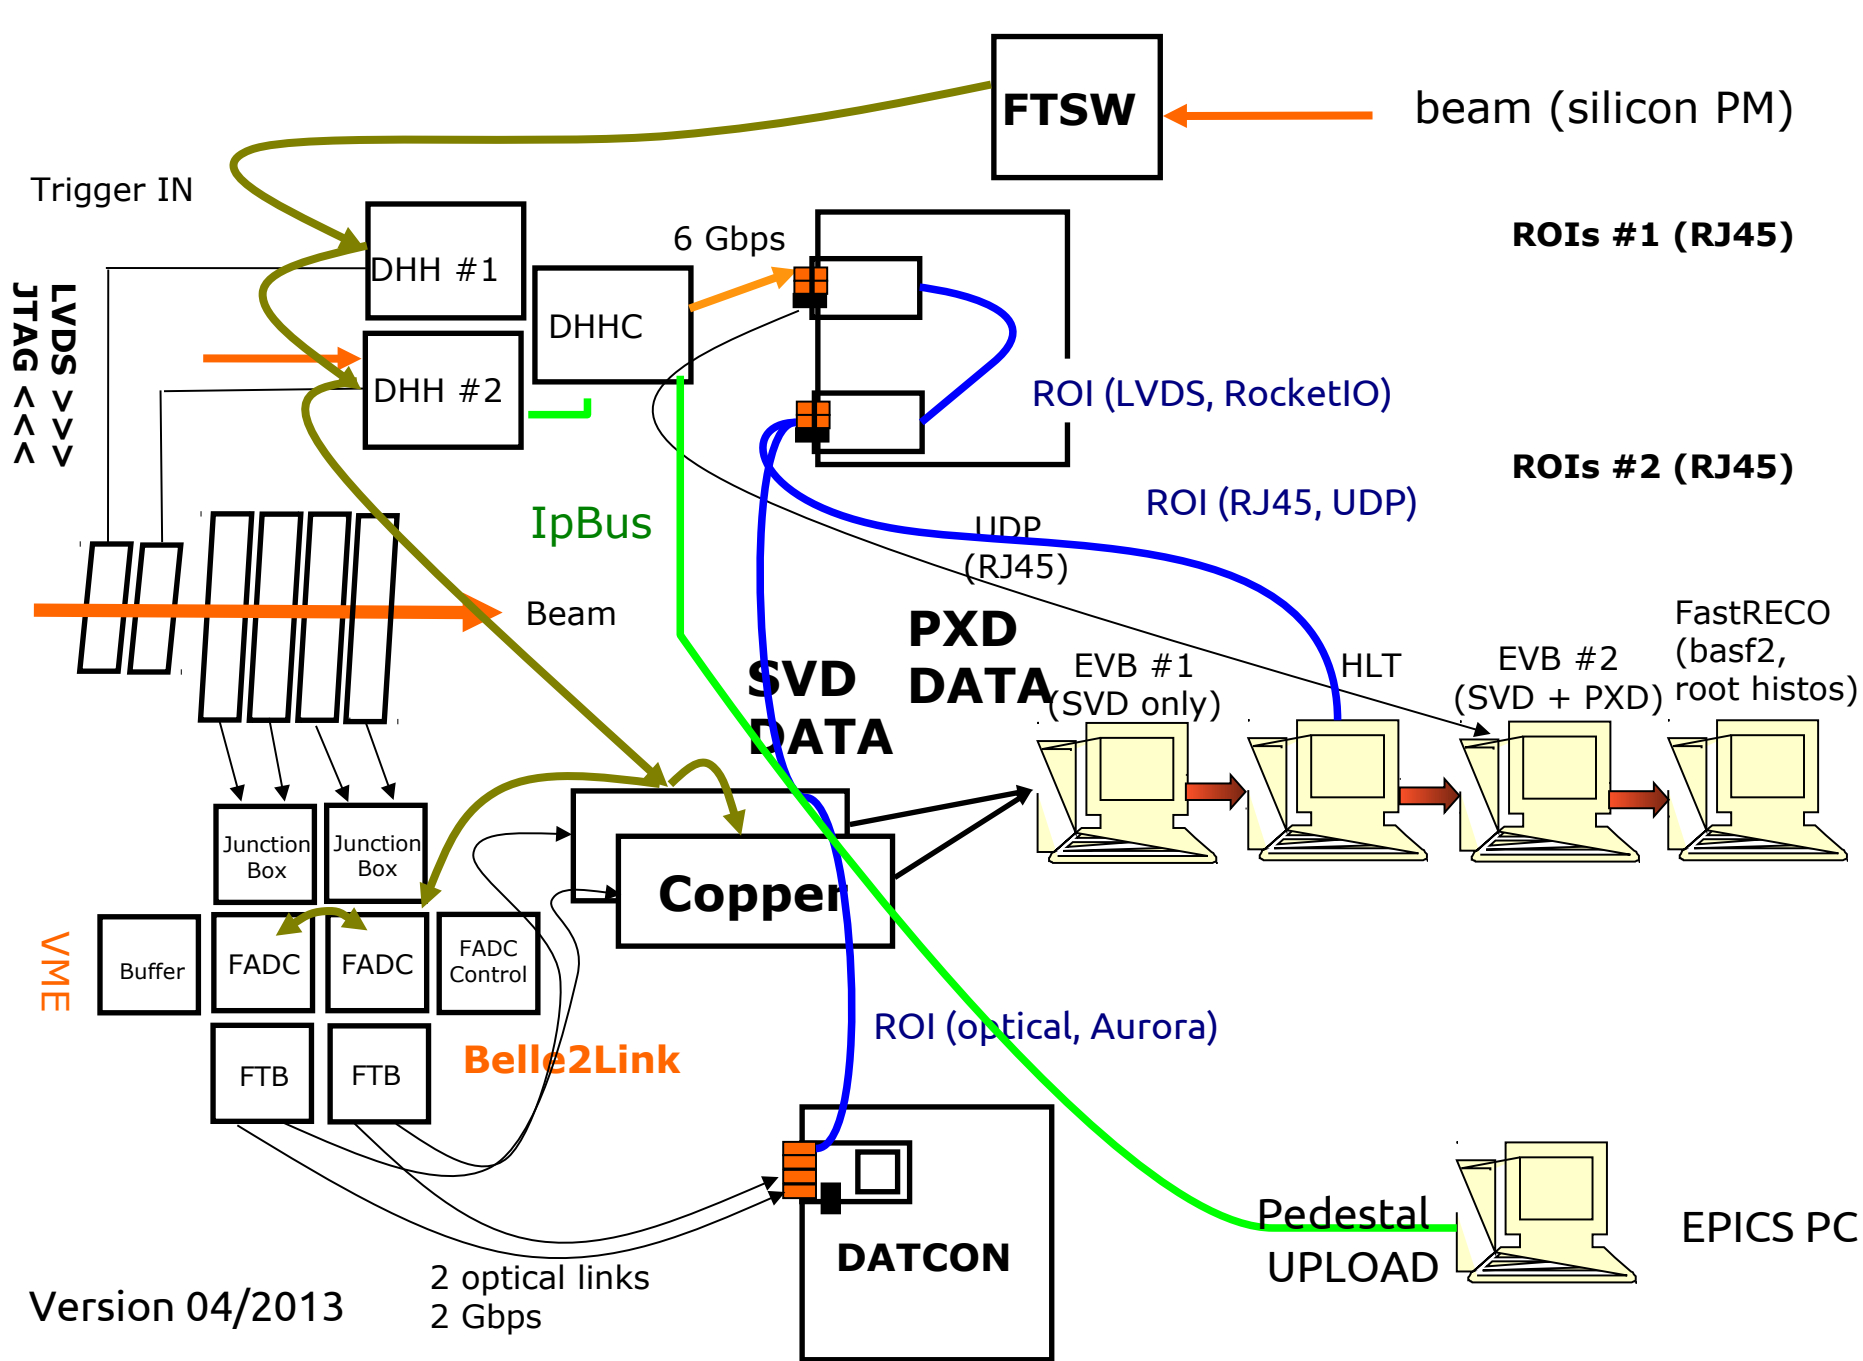 FTSW
beam (silicon PM)
Trigger IN
ROIs #1 (RJ45)
6 Gbps
DHH #1
DHHC
LVDS >>>
JTAG <<<
DHH #2
ROI (LVDS, RocketIO)
ROIs #2 (RJ45)
ROI (RJ45, UDP)
IpBus
UDP
(RJ45)
Beam
PXD
DATA
SVD
DATA
EVB #1
(SVD only)
HLT
EVB #2
(SVD + PXD)
FastRECO
(basf2,
root histos)
Junction
Box
Junction
Box
Copper
VME
Buffer
FADC
FADC
FADC
Control
ROI (optical, Aurora)
FTB
FTB
Belle2Link
DATCON
Pedestal
UPLOAD
EPICS PC
2 optical links
2 Gbps
Version 04/2013